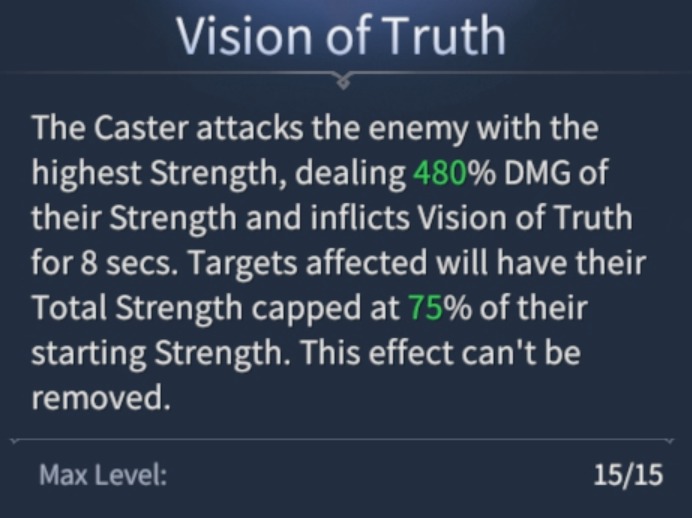 Vision of Truth
The Caster attacks the enemy with the
highest Strength, dealing 480% DMG of
their Strength and inflicts Vision of Truth
for 8 secs. Targets affected will have their
Total Strength capped at 75% of their
starting Strength. This effect can't be
removed.
Max Level: 15/15